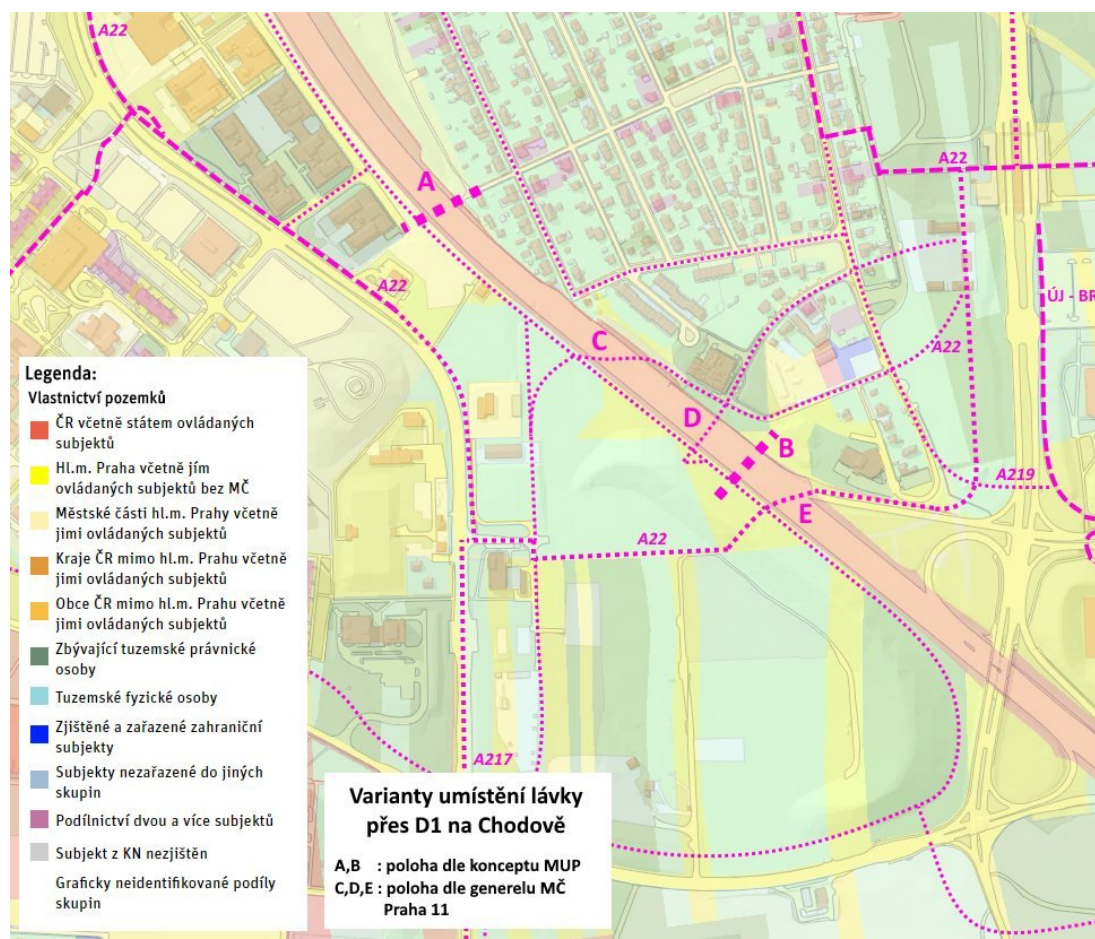 A22
A
A22
A22
ÚJ - BR
C
A22
D
B
A219
E
A22
A217
Legenda:
Vlastnictví pozemků
ČR včetně státem ovládaných
subjektů
Hl.m. Praha včetně jím
ovládaných subjektů bez MČ
Městské části hl.m. Prahy včetně
jimi ovládaných subjektů
Kraje ČR mimo hl.m. Prahu včetně
jimi ovládaných subjektů
Obce ČR mimo hl.m. Prahu včetně
jimi ovládaných subjektů
Zbývající tuzemské právnické
osoby
Tuzemské fyzické osoby
Zjištěné a zařazené zahraniční
subjekty
Subjekty nezařazené do jiných
skupin
Podílnictví dvou a více subjektů
Subjekt z KN nezjištěn
Graficky neidentifikované podíly
skupin
Varianty umístění lávky
přes D1 na Chodově
A,B : poloha dle konceptu MUP
C,D,E : poloha dle generelu MČ
Praha 11